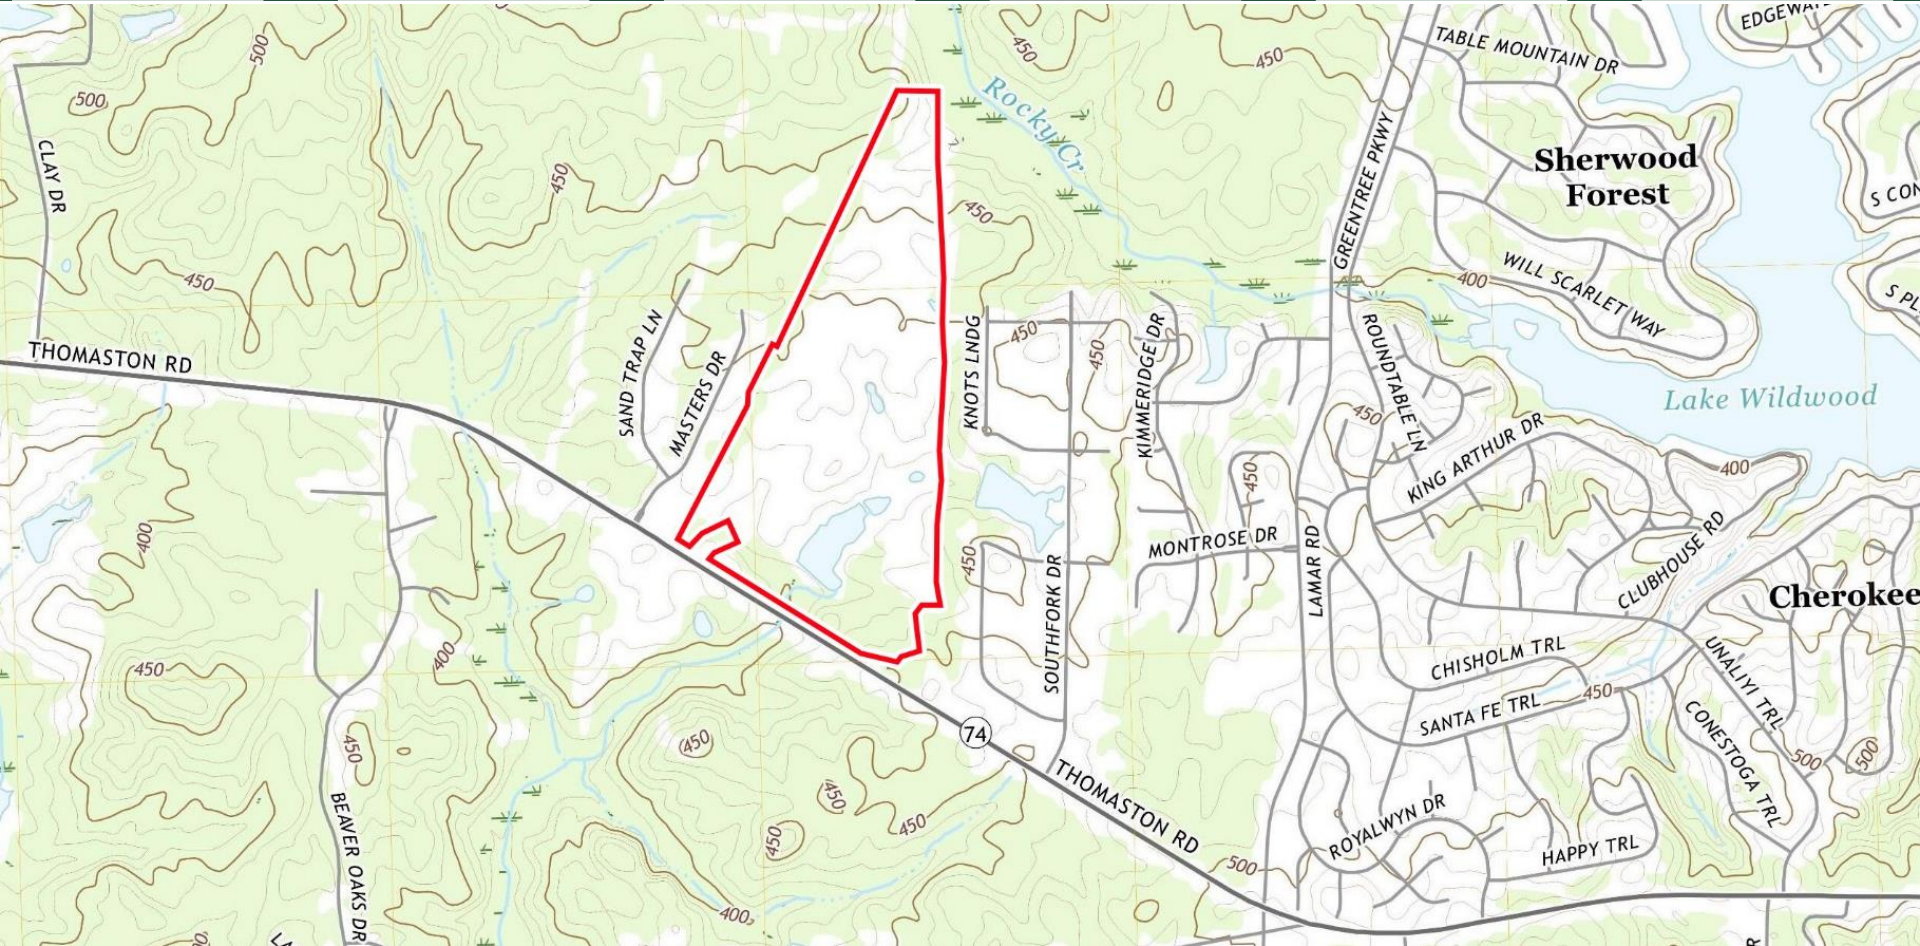 EDGEWAT
TABLE MOUNTAIN DR
500
450
450
500
Rocky Cr
CLAY DR
450
Sherwood
Forest
S CON
450
GREENTREE PKWY
450
WILL SCARLET WAY
400
S PL
THOMASTON RD
SAND TRAP LN
MASTERS DR
KNOTS LNDG
450
450
KIMMERIDGE DR
ROUNDTABLE LN
Lake Wildwood
450
KING ARTHUR DR
400
450
400
MONTROSE DR
LAMAR RD
CLUBHOUSE RD
450
SOUTHFORK DR
Cherokee
450
400
CHISHOLM TRL
UNALIYI TRL
450
SANTA FE TRL
CONESTOGA TRL
74
450
450
500
500
THOMASTON RD
BEAVER OAKS DR
450
450
450
ROYALWYN DR
HAPPY TRL
500
400
LA
R